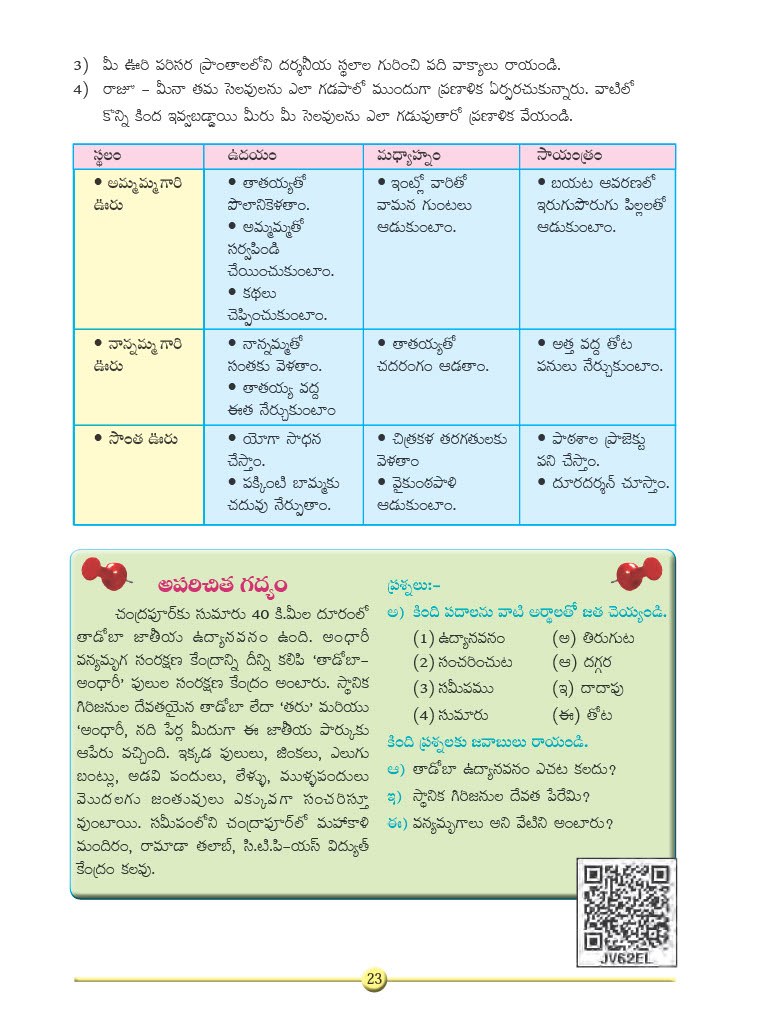 3) మీ ఊరి పరిసర ప్రాంతాలలోని దర్శనీయ స్థలాల గురించి పది వాక్యాలు రాయండి.
4) రాజూ – మీనా తమ సెలవులను ఎలా గడపాలో ముందుగా ప్రణాళిక ఏర్పరచుకున్నారు. వాటిలో
కొన్ని కింద ఇవ్వబడ్డాయి మీరు మీ సెలవులను ఎలా గడుపుతారో ప్రణాళిక వేయండి.
స్థలం ఉదయం మధ్యాహ్నం సాయంత్రం
• అమ్మమ్మగారి
ఊరు
• తాతయ్యతో
పొలానికెళతాం.
• అమ్మమ్మతో
సర్వపిండి
చేయించుకుంటాం.
• కథలు
చెప్పించుకుంటాం.
• ఇంట్లో వారితో
వామన గుంటలు
ఆడుకుంటాం.
• బయట ఆవరణలో
ఇరుగుపొరుగు పిల్లలతో
ఆడుకుంటాం.
• నాన్నమ్మ గారి
ఊరు
• నాన్నమ్మతో
సంతకు వెళతాం.
• తాతయ్య వద్ద
ఈత నేర్చుకుంటాం
• తాతయ్యతో
చదరంగం ఆడతాం.
• అత్త వద్ద తోట
పనులు నేర్చుకుంటాం.
• సొంత ఊరు
• యోగా సాధన
చేస్తాం.
• పక్కింటి బామ్మకు
చదువు నేర్పుతాం.
• చిత్రకళ తరగతులకు
వెళతాం
• వైకుంఠపాళి
ఆడుకుంటాం.
• పాఠశాల ప్రాజెక్టు
పని చేస్తాం.
• దూరదర్శన్ చూస్తాం.
అపరిచిత గద్యం
చంద్రపూర్‌కు సుమారు 40 కి.మీల దూరంలో
తాడోబా జాతీయ ఉద్యానవనం ఉంది. అంధారీ
వన్యమృగ సంరక్షణ కేంద్రాన్ని దీన్ని కలిపి ‘తాడోబా–
అంధారీ’ పులుల సంరక్షణ కేంద్రం అంటారు. స్థానిక
గిరిజనుల దేవతయైన తాడోబా లేదా ‘తరు’ మరియు
‘అంధారీ, నది పేర్ల మీదుగా ఈ జాతీయ పార్కుకు
ఆపేరు వచ్చింది. ఇక్కడ పులులు, జింకలు, ఎలుగు
బంట్లు, అడవి పందులు, లేళ్ళు, ముళ్ళపందులు
మొదలగు జంతువులు ఎక్కువగా సంచరిస్తూ
వుంటాయి. సమీపంలోని చంద్రాపూర్‌లో మహాకాళి
మందిరం, రామాడా తలాబ్, సి.టి.పి–యస్ విద్యుత్
కేంద్రం కలవు.
ప్రశ్నలు:–
అ) కింది పదాలను వాటి అర్థాలతో జత చెయ్యండి.
(1) ఉద్యానవనం (అ) తిరుగుట
(2) సంచరించుట (ఆ) దగ్గర
(3) సమీపము (ఇ) దాదాపు
(4) సుమారు (ఈ) తోట
కింది ప్రశ్నలకు జవాబులు రాయండి.
ఆ) తాడోబా ఉద్యానవనం ఎచట కలదు?
ఇ) స్థానిక గిరిజనుల దేవత పేరేమి?
ఈ) వన్యమృగాలు అని వేటిని అంటారు?
JV62EL
23